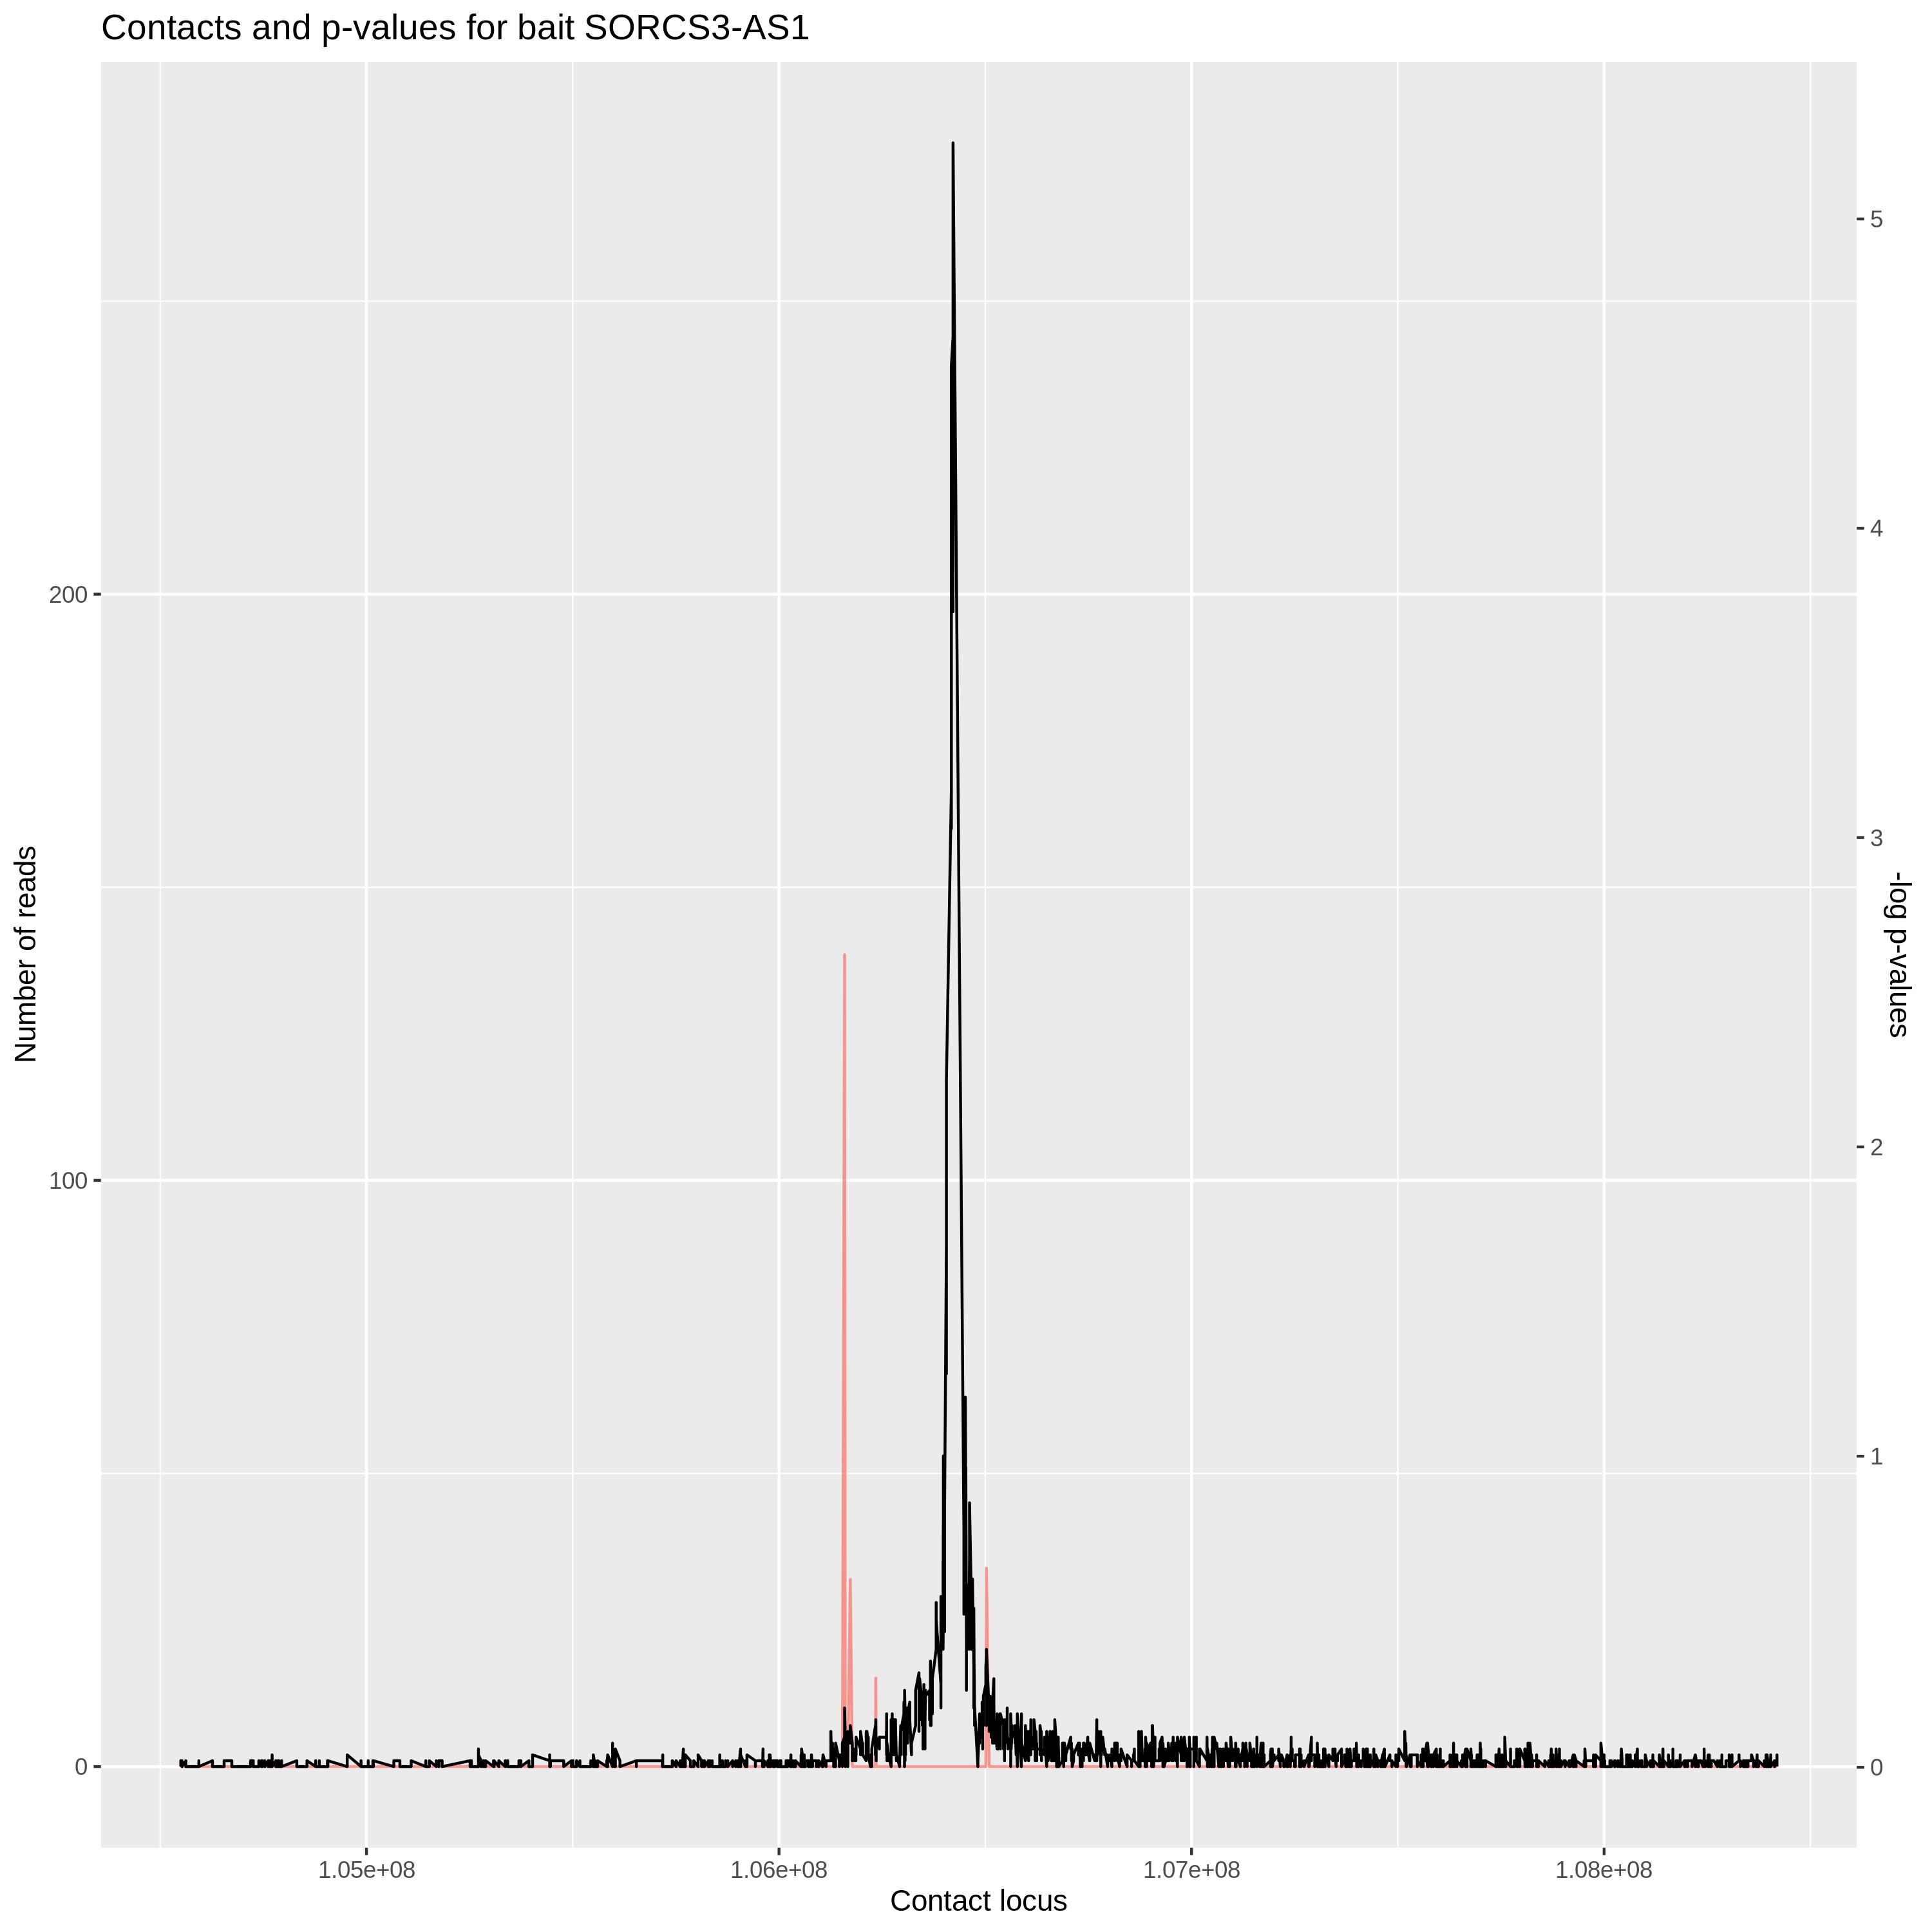 Contacts and p-values for bait SORCS3-AS1
Number of reads
200
100
0
5
4
3
2
1
0
-log p-values
1.05e+08
1.06e+08
1.07e+08
1.08e+08
Contact locus